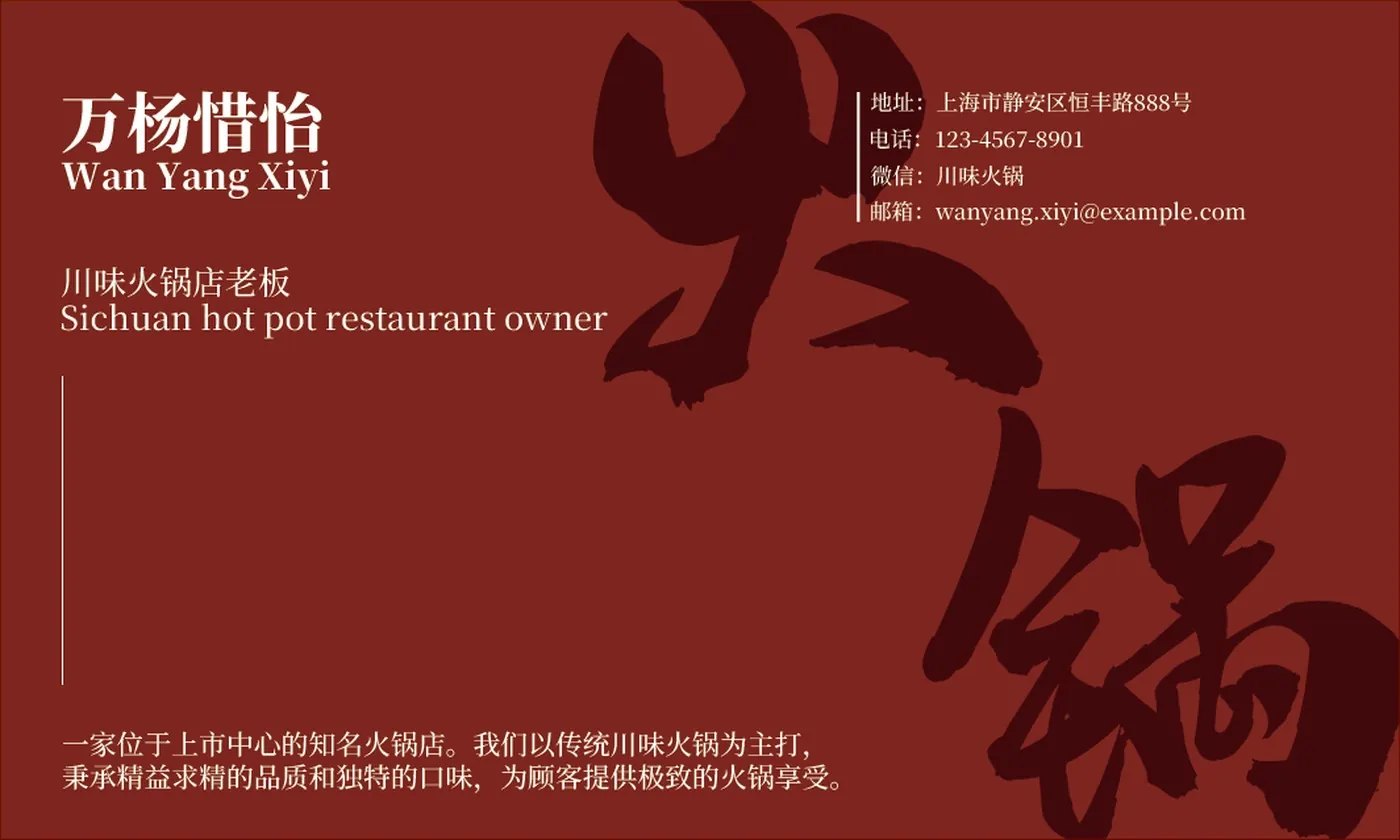 万杨惜怡
Wan Yang Xiyi
川味火锅店老板
Sichuan hot pot restaurant owner
地址：上海市静安区恒丰路888号
电话：123-4567-8901
微信：川味火锅
邮箱：wanyang.xiyi@example.com
火
锅
一家位于上市中心的知名火锅店。我们以传统川味火锅为主打，
秉承精益求精的品质和独特的口味，为顾客提供极致的火锅享受。